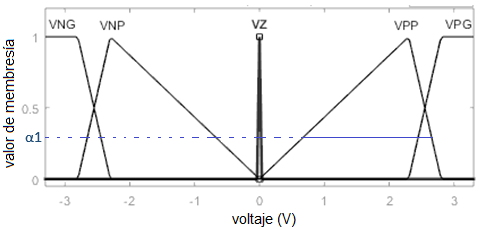 VNG VNP VZ VPP VPG
1
0.5
α1
0
-3 -2 -1 0 1 2 3
voltaje (V)
valor de membresía